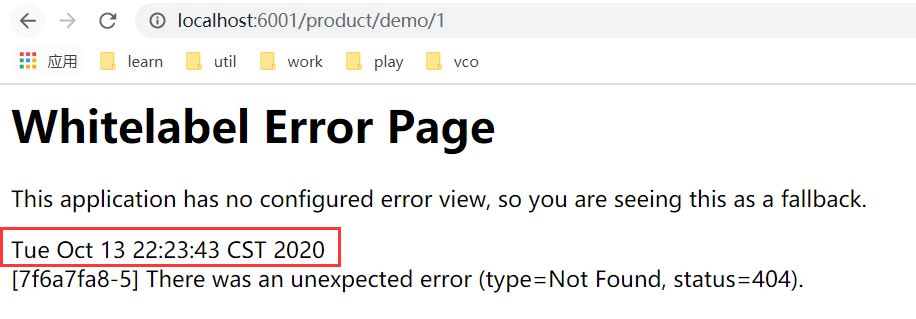 localhost:6001/product/demo/1
应用 learn util work play vco
Whitelabel Error Page
This application has no configured error view, so you are seeing this as a fallback.
Tue Oct 13 22:23:43 CST 2020
[7f6a7fa8-5] There was an unexpected error (type=Not Found, status=404).